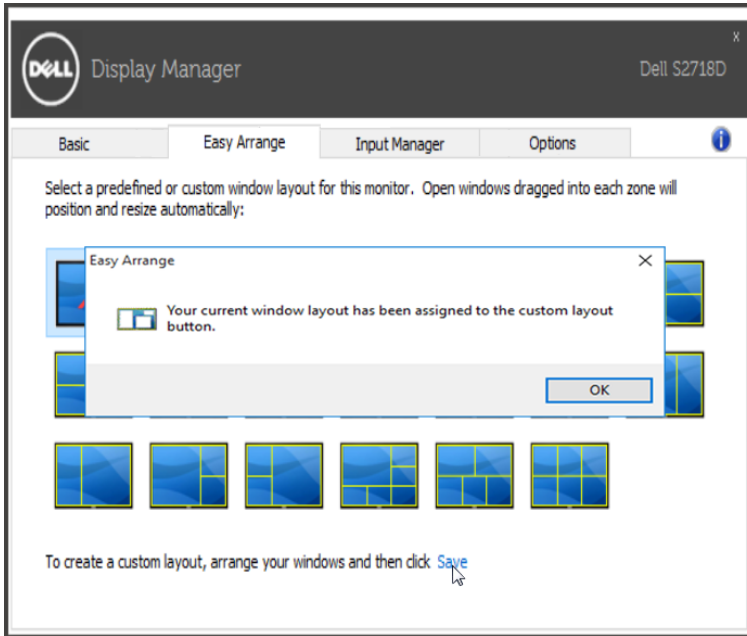 x
DELL
Display Manager
Dell S2718D
Basic
Easy Arrange
Input Manager
Options
i
Select a predefined or custom window layout for this monitor. Open windows dragged into each zone will
position and resize automatically:
Easy Arrange
Your current window layout has been assigned to the custom layout
button.
OK
To create a custom layout, arrange your windows and then click Save